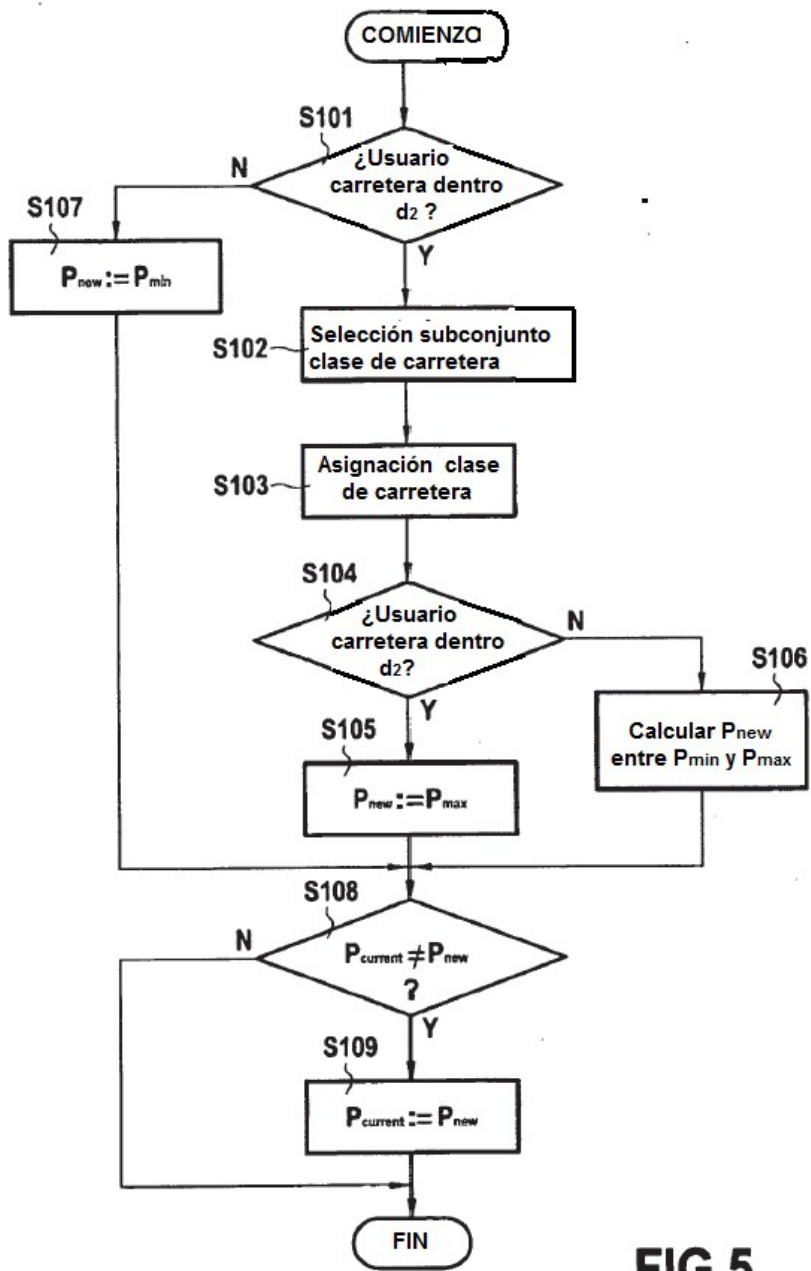 COMIENZO
S101
¿Usuario
carretera dentro
d2 ?
N
Y
S107
Pnew := Pmin
S102
Selección subconjunto
clase de carretera
S103
Asignación clase
de carretera
S104
¿Usuario
carretera dentro
d2?
N
Y
S106
Calcular Pnew
entre Pmin y Pmax
S105
Pnew := Pmax
S108
N
Pcurrent ≠ Pnew
?
Y
S109
Pcurrent := Pnew
FIN
FIG.5